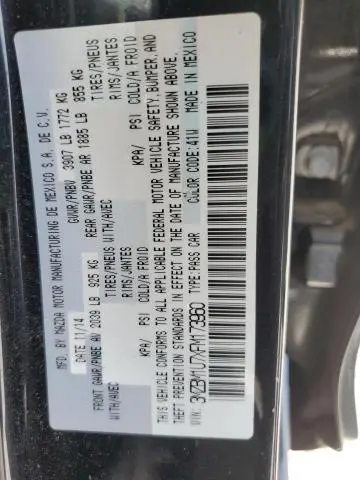 MFD BY MAZDA MOTOR MANUFACTURING DE MEXICO S.A. DE C.V.
DATE 11/14 GVWR/PNBV 3907 LB 1772 KG
FRONT GAWR/PNBE AV 2039 LB 925 KG REAR GAWR/PNBE AR 1885 LB 855 KG
WITH/AVEC TIRES/PNEUS WITH/AVEC TIRES/PNEUS
RIMS/JANTES RIMS/JANTES
KPA/ PSI COLD/A FROID KPA/ PSI COLD/A FROID
THIS VEHICLE CONFORMS TO ALL APPLICABLE FEDERAL MOTOR VEHICLE SAFETY, BUMPER, AND
THEFT PREVENTION STANDARDS IN EFFECT ON THE DATE OF MANUFACTURE SHOWN ABOVE.
VIN: 3MZBM1U7XFM173960 TYPE: PASS CAR COLOR CODE: 41W MADE IN MEXICO